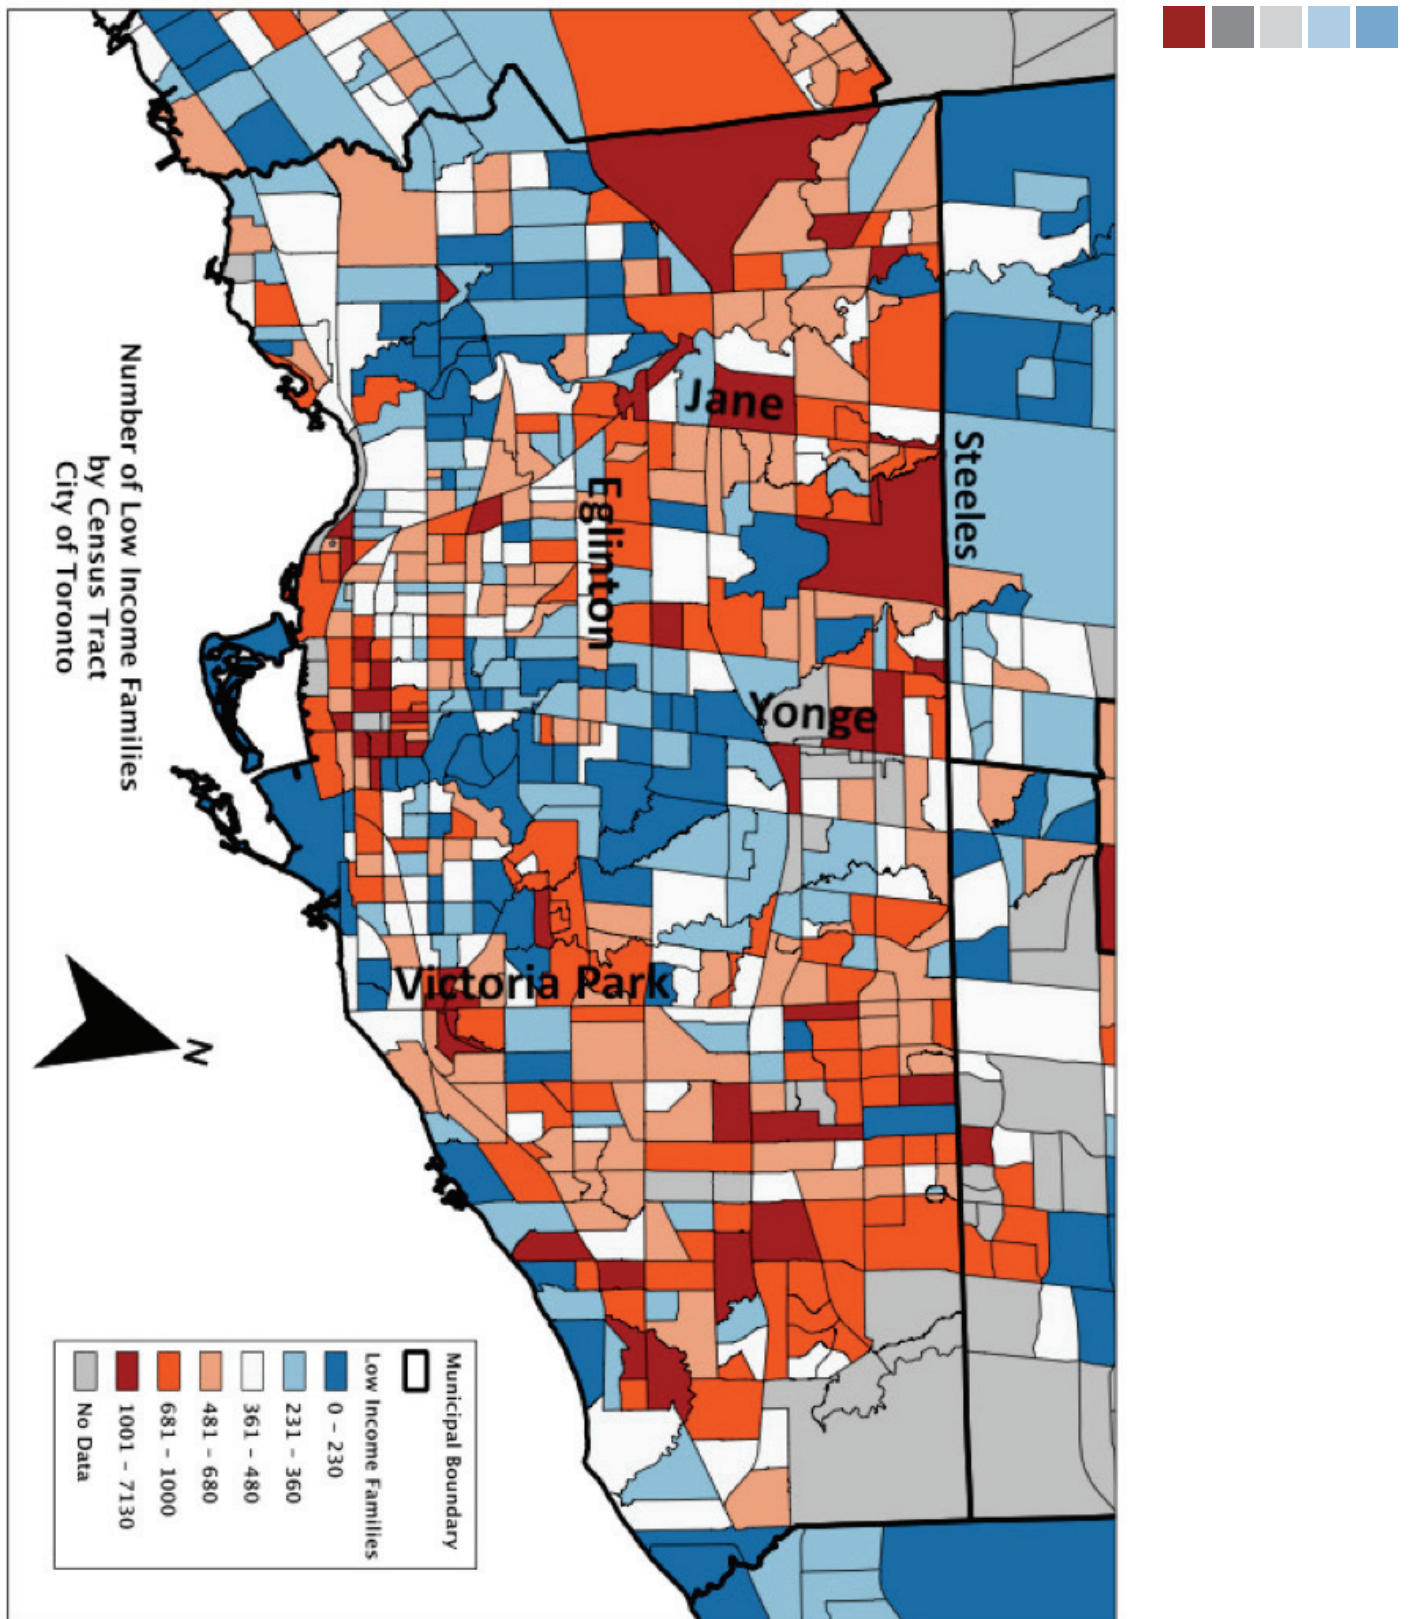 Steeles
Jane
Eglinton
Yonge
Victoria Park
Number of Low Income Families
by Census Tract
City of Toronto
N
Municipal Boundary
Low Income Families
0 – 230
231 – 360
361 – 480
481 – 680
681 – 1000
1001 – 7130
No Data